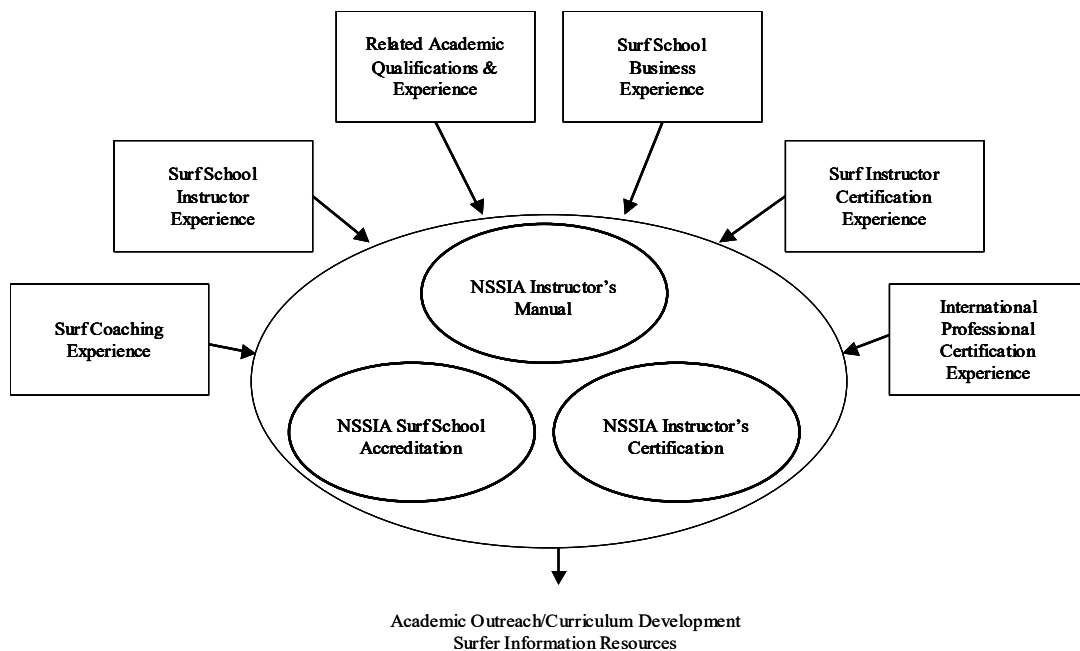 Related Academic
Qualifications &
Experience
Surf School
Business
Experience
Surf School
Instructor
Experience
Surf Instructor
Certification
Experience
Surf Coaching
Experience
International
Professional
Certification
Experience
NSSIA Instructor’s
Manual
NSSIA Surf School
Accreditation
NSSIA Instructor’s
Certification
Academic Outreach/Curriculum Development
Surfer Information Resources